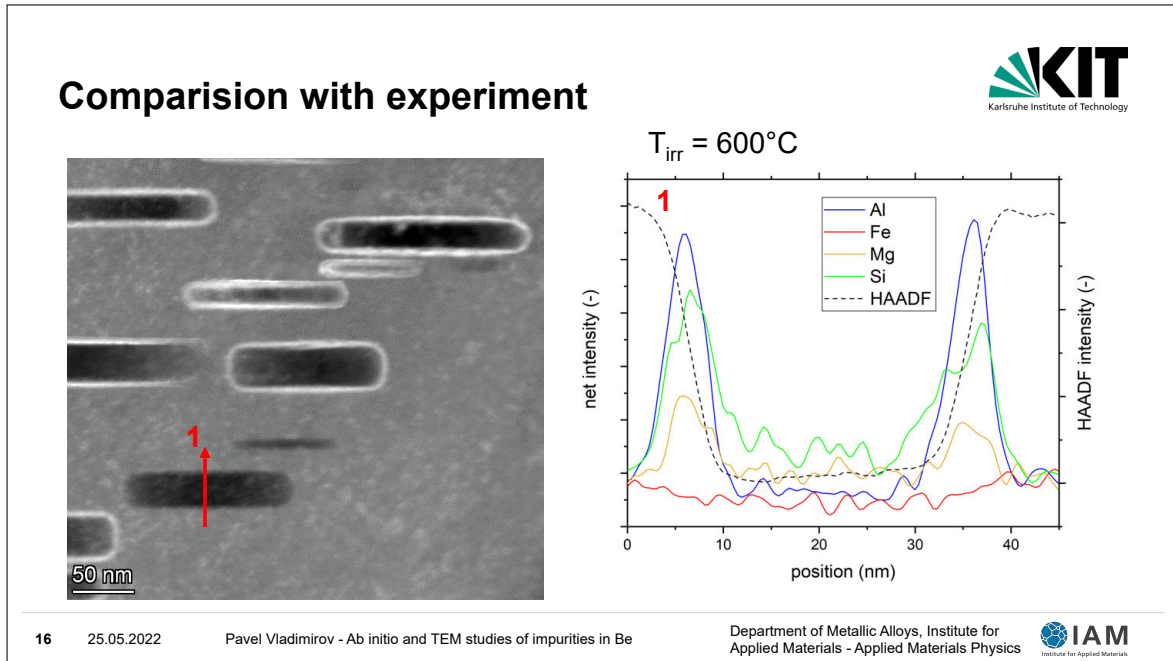 Comparision with experiment
KIT
Karlsruhe Institute of Technology
1
50 nm
T_irr = 600°C
1
Al
Fe
Mg
Si
HAADF
net intensity (-)
HAADF intensity (-)
0 10 20 30 40
position (nm)
16 25.05.2022 Pavel Vladimirov - Ab initio and TEM studies of impurities in Be
Department of Metallic Alloys, Institute for
Applied Materials - Applied Materials Physics
IAM
Institute for Applied Materials